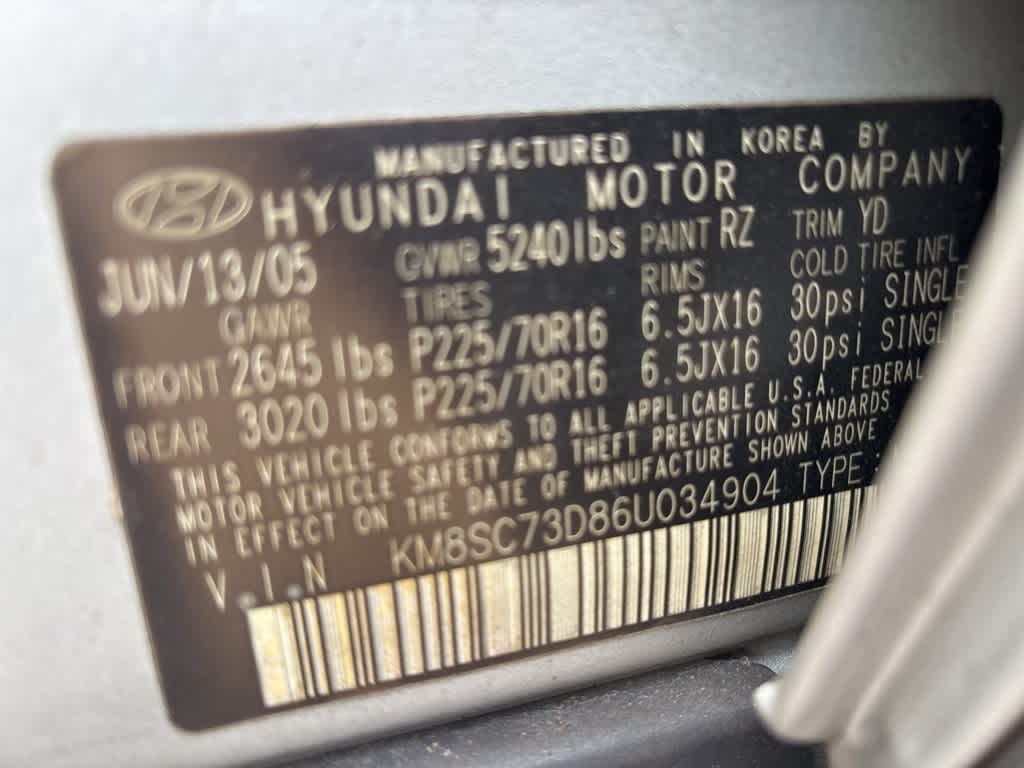 MANUFACTURED IN KOREA BY
HYUNDAI MOTOR COMPANY
JUN/13/05 GVWR 5240lbs PAINT RZ TRIM YD
GAWR TIRES RIMS COLD TIRE INFL
FRONT 2645 lbs P225/70R16 6.5JX16 30psi SINGLE
REAR 3020 lbs P225/70R16 6.5JX16 30psi SINGLE
THIS VEHICLE CONFORMS TO ALL APPLICABLE U.S.A. FEDERAL
MOTOR VEHICLE SAFETY AND THEFT PREVENTION STANDARDS
IN EFFECT ON THE DATE OF MANUFACTURE SHOWN ABOVE
V.I.N KM8SC73D86U034904 TYPE: